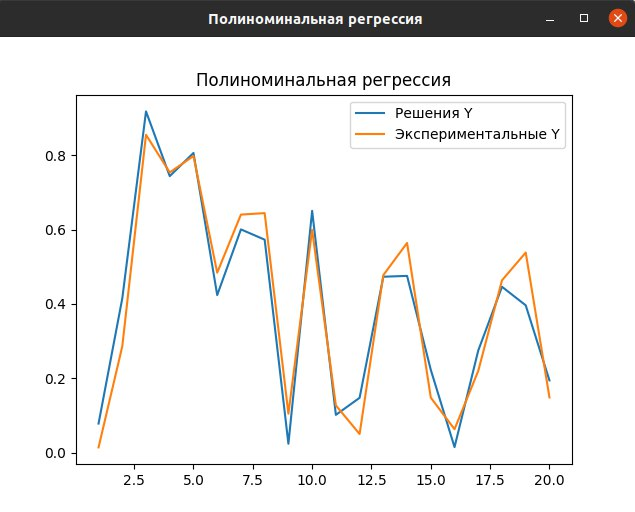 Полиноминальная регрессия
Полиноминальная регрессия
Решения Y
Экспериментальные Y
0.8
0.6
0.4
0.2
0.0
2.5 5.0 7.5 10.0 12.5 15.0 17.5 20.0